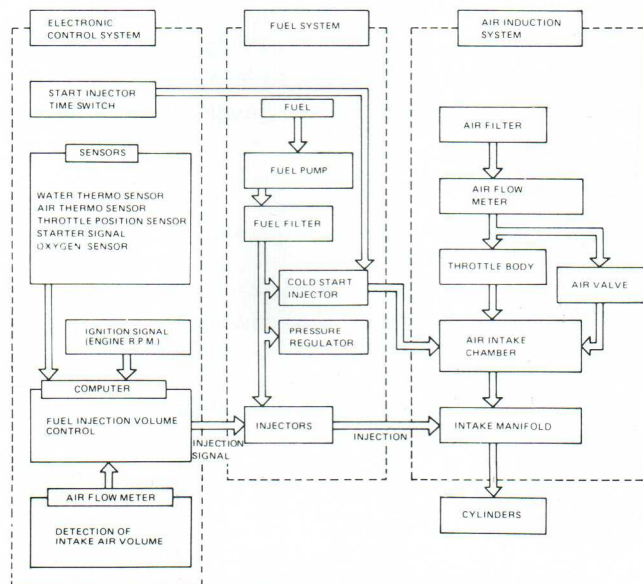 ELECTRONIC
CONTROL SYSTEM
FUEL SYSTEM
AIR INDUCTION
SYSTEM
START INJECTOR
TIME SWITCH
SENSORS
WATER THERMO SENSOR
AIR THERMO SENSOR
THROTTLE POSITION SENSOR
STARTER SIGNAL
OXYGEN SENSOR
IGNITION SIGNAL
(ENGINE R.P.M.)
COMPUTER
FUEL INJECTION VOLUME
CONTROL
AIR FLOW METER
DETECTION OF
INTAKE AIR VOLUME
INJECTION
SIGNAL
FUEL
FUEL PUMP
FUEL FILTER
COLD START
INJECTOR
PRESSURE
REGULATOR
INJECTORS
INJECTION
AIR FILTER
AIR FLOW
METER
THROTTLE BODY
AIR VALVE
AIR INTAKE
CHAMBER
INTAKE MANIFOLD
CYLINDERS